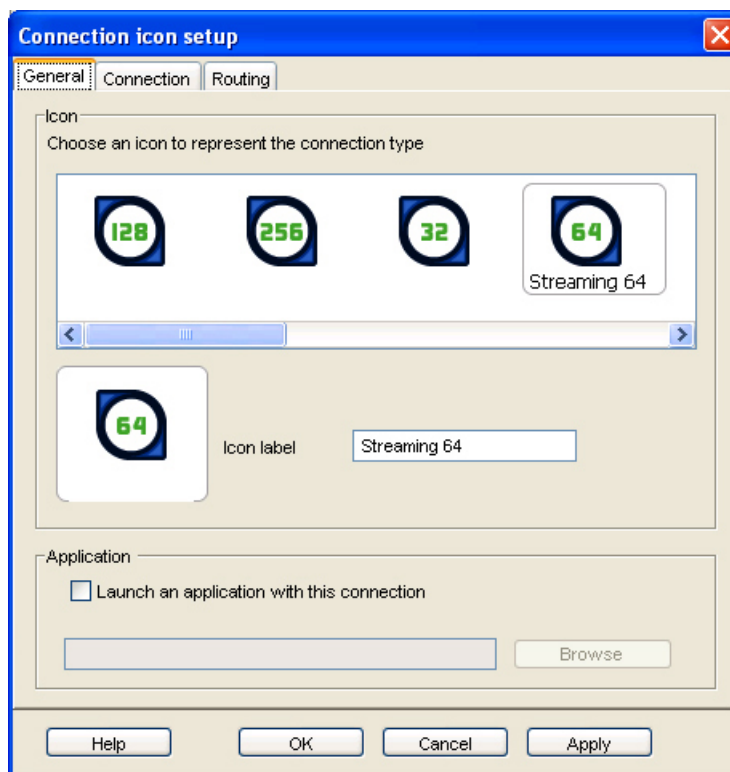 Connection icon setup
General Connection Routing
Icon
Choose an icon to represent the connection type
128 256 32 64
Streaming 64
64
Icon label Streaming 64
Application
Launch an application with this connection
Browse
Help OK Cancel Apply